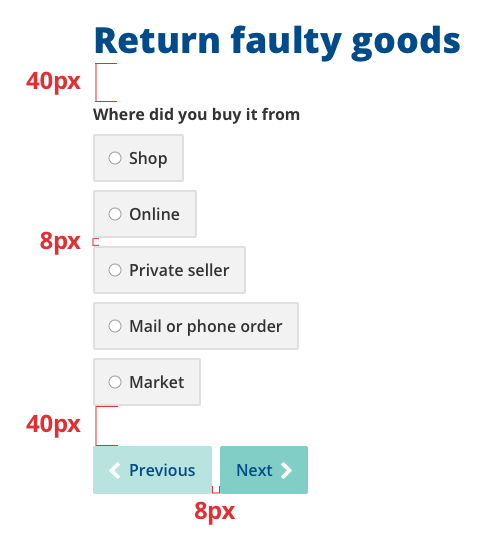 Return faulty goods
40px
Where did you buy it from
Shop
Online
8px
Private seller
Mail or phone order
Market
40px
Previous
Next
8px